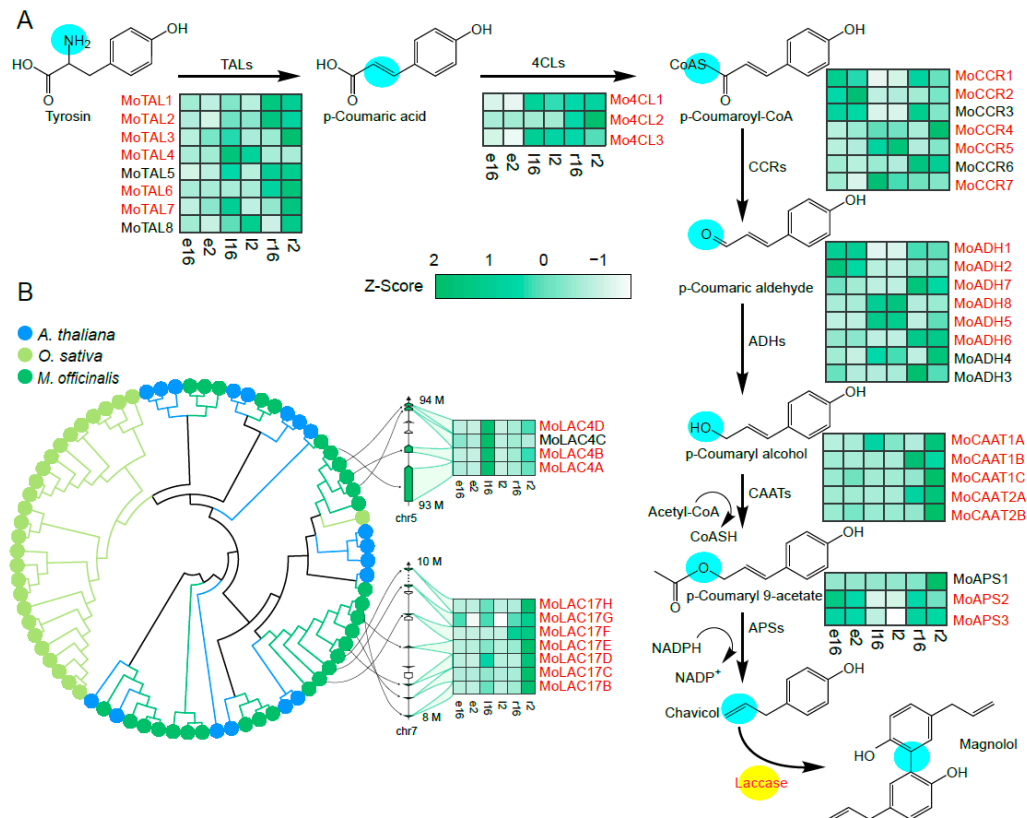 A
NH2
OH
HO
O
Tyrosin
TALs
MoTAL1
MoTAL2
MoTAL3
MoTAL4
MoTAL5
MoTAL6
MoTAL7
MoTAL8
e16 e2 l16 l2 r16 r2
OH
HO
O
p-Coumaric acid
4CLs
Mo4CL1
Mo4CL2
Mo4CL3
e16 e2 l16 l2 r16 r2
OH
CoAS
O
p-Coumaroyl-CoA
CCRs
MoCCR1
MoCCR2
MoCCR3
MoCCR4
MoCCR5
MoCCR6
MoCCR7
OH
O
p-Coumaric aldehyde
ADHs
MoADH1
MoADH2
MoADH7
MoADH8
MoADH5
MoADH6
MoADH4
MoADH3
2 1 0 −1
Z-Score
OH
HO
p-Coumaryl alcohol
CAATs
Acetyl-CoA
CoASH
MoCAAT1A
MoCAAT1B
MoCAAT1C
MoCAAT2A
MoCAAT2B
OH
O
O
p-Coumaryl 9-acetate
APSs
NADPH
NADP+
MoAPS1
MoAPS2
MoAPS3
e16 e2 l16 l2 r16 r2
OH
Chavicol
Laccase
HO
OH
Magnolol
B
A. thaliana
O. sativa
M. officinalis
94 M
93 M
chr5
MoLAC4D
MoLAC4C
MoLAC4B
MoLAC4A
e16 e2 l16 l2 r16 r2
10 M
8 M
chr7
MoLAC17H
MoLAC17G
MoLAC17F
MoLAC17E
MoLAC17D
MoLAC17C
MoLAC17B
e16 e2 l16 l2 r16 r2